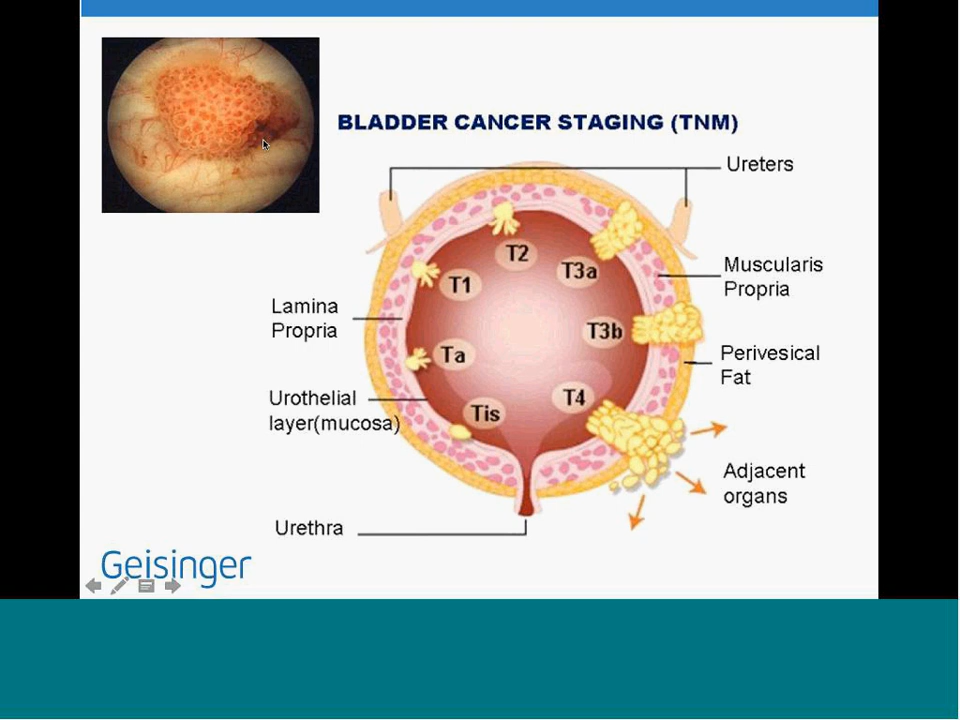 BLADDER CANCER STAGING (TNM)
Ureters
T2
T3a
T1
Muscularis
Propria
Lamina
Propria
T3b
Ta
Perivesical
Fat
Urothelial
layer(mucosa)
T4
Tis
Adjacent
organs
Urethra
Geisinger